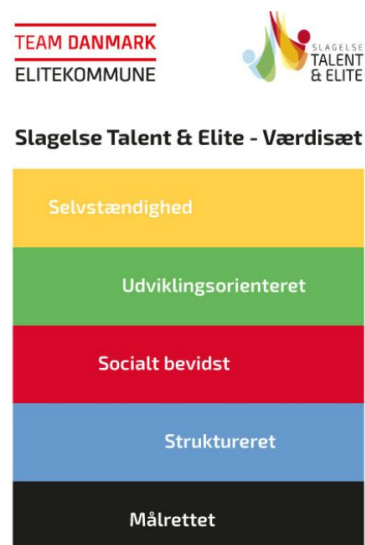 TEAM DANMARK
ELITEKOMMUNE
SLAGELSE
TALENT
& ELITE
Slagelse Talent & Elite - Værdisæt
Selvstændighed
Udviklingsorienteret
Socialt bevidst
Struktureret
Målrettet